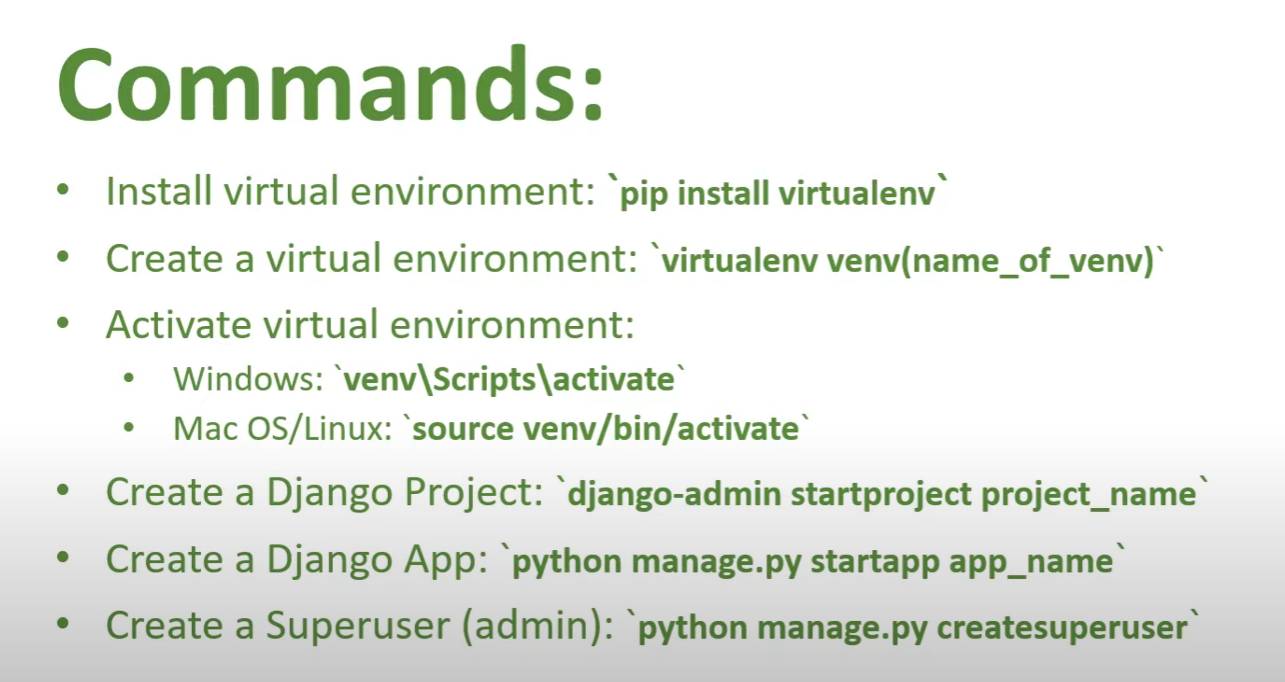 Commands:
• Install virtual environment: `pip install virtualenv`
• Create a virtual environment: `virtualenv venv(name_of_venv)`
• Activate virtual environment:
• Windows: `venv\Scripts\activate`
• Mac OS/Linux: `source venv/bin/activate`
• Create a Django Project: `django-admin startproject project_name`
• Create a Django App: `python manage.py startapp app_name`
• Create a Superuser (admin): `python manage.py createsuperuser`